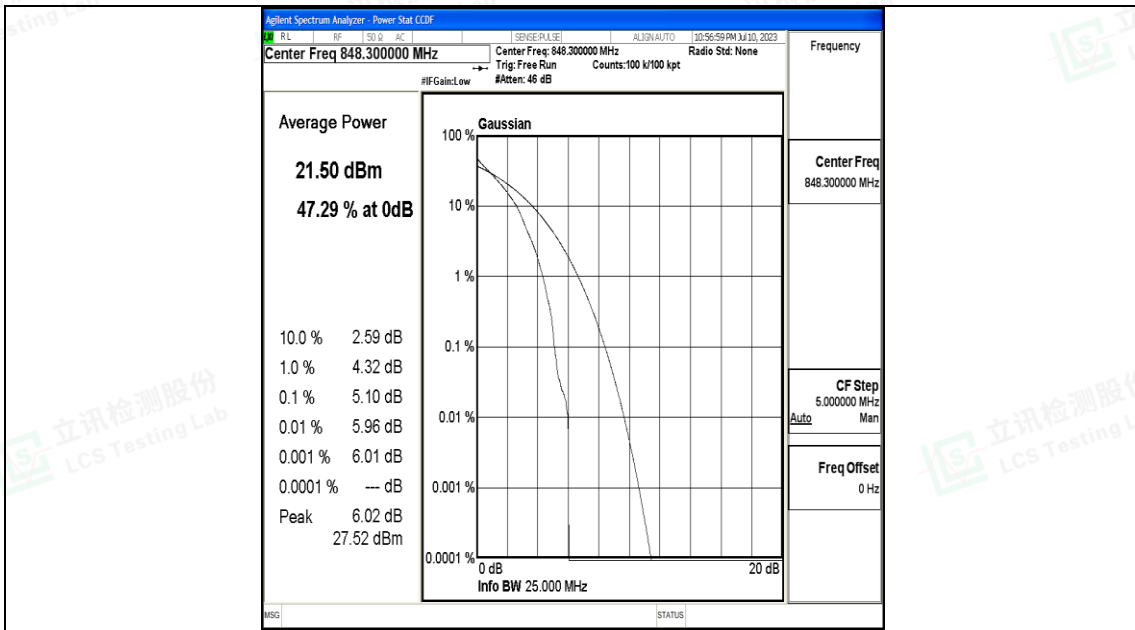 Agilent Spectrum Analyzer - Power Stat CCDF
RL RF 50 Ω AC SENSE:PULSE ALIGNAUTO 10:56:59 PM Jul 10, 2023
Center Freq 848.300000 MHz
Center Freq: 848.300000 MHz Radio Std: None
Trig: Free Run Counts:100 k/100 kpt
#IFGain:Low #Atten: 46 dB
Frequency
Average Power
21.50 dBm
47.29 % at 0dB
10.0 % 2.59 dB
1.0 % 4.32 dB
0.1 % 5.10 dB
0.01 % 5.96 dB
0.001 % 6.01 dB
0.0001 % --- dB
Peak 6.02 dB
27.52 dBm
Gaussian
100 %
10 %
1 %
0.1 %
0.01 %
0.001 %
0.0001 %
0 dB 20 dB
Info BW 25.000 MHz
Center Freq
848.300000 MHz
CF Step
5.000000 MHz
Auto Man
Freq Offset
0 Hz
MSG STATUS
立讯检测股份
LCS Testing Lab
立讯检测股份
LCS Testing L